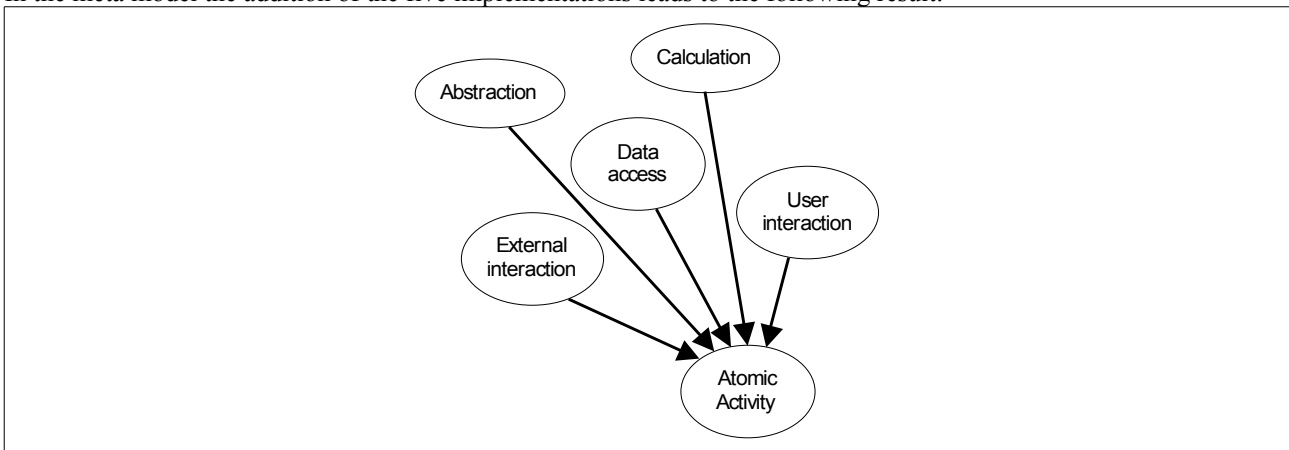 In the meta model the addition of the five implementations leads to the following result:
Calculation
Abstraction
Data
access
User
interaction
External
interaction
Atomic
Activity